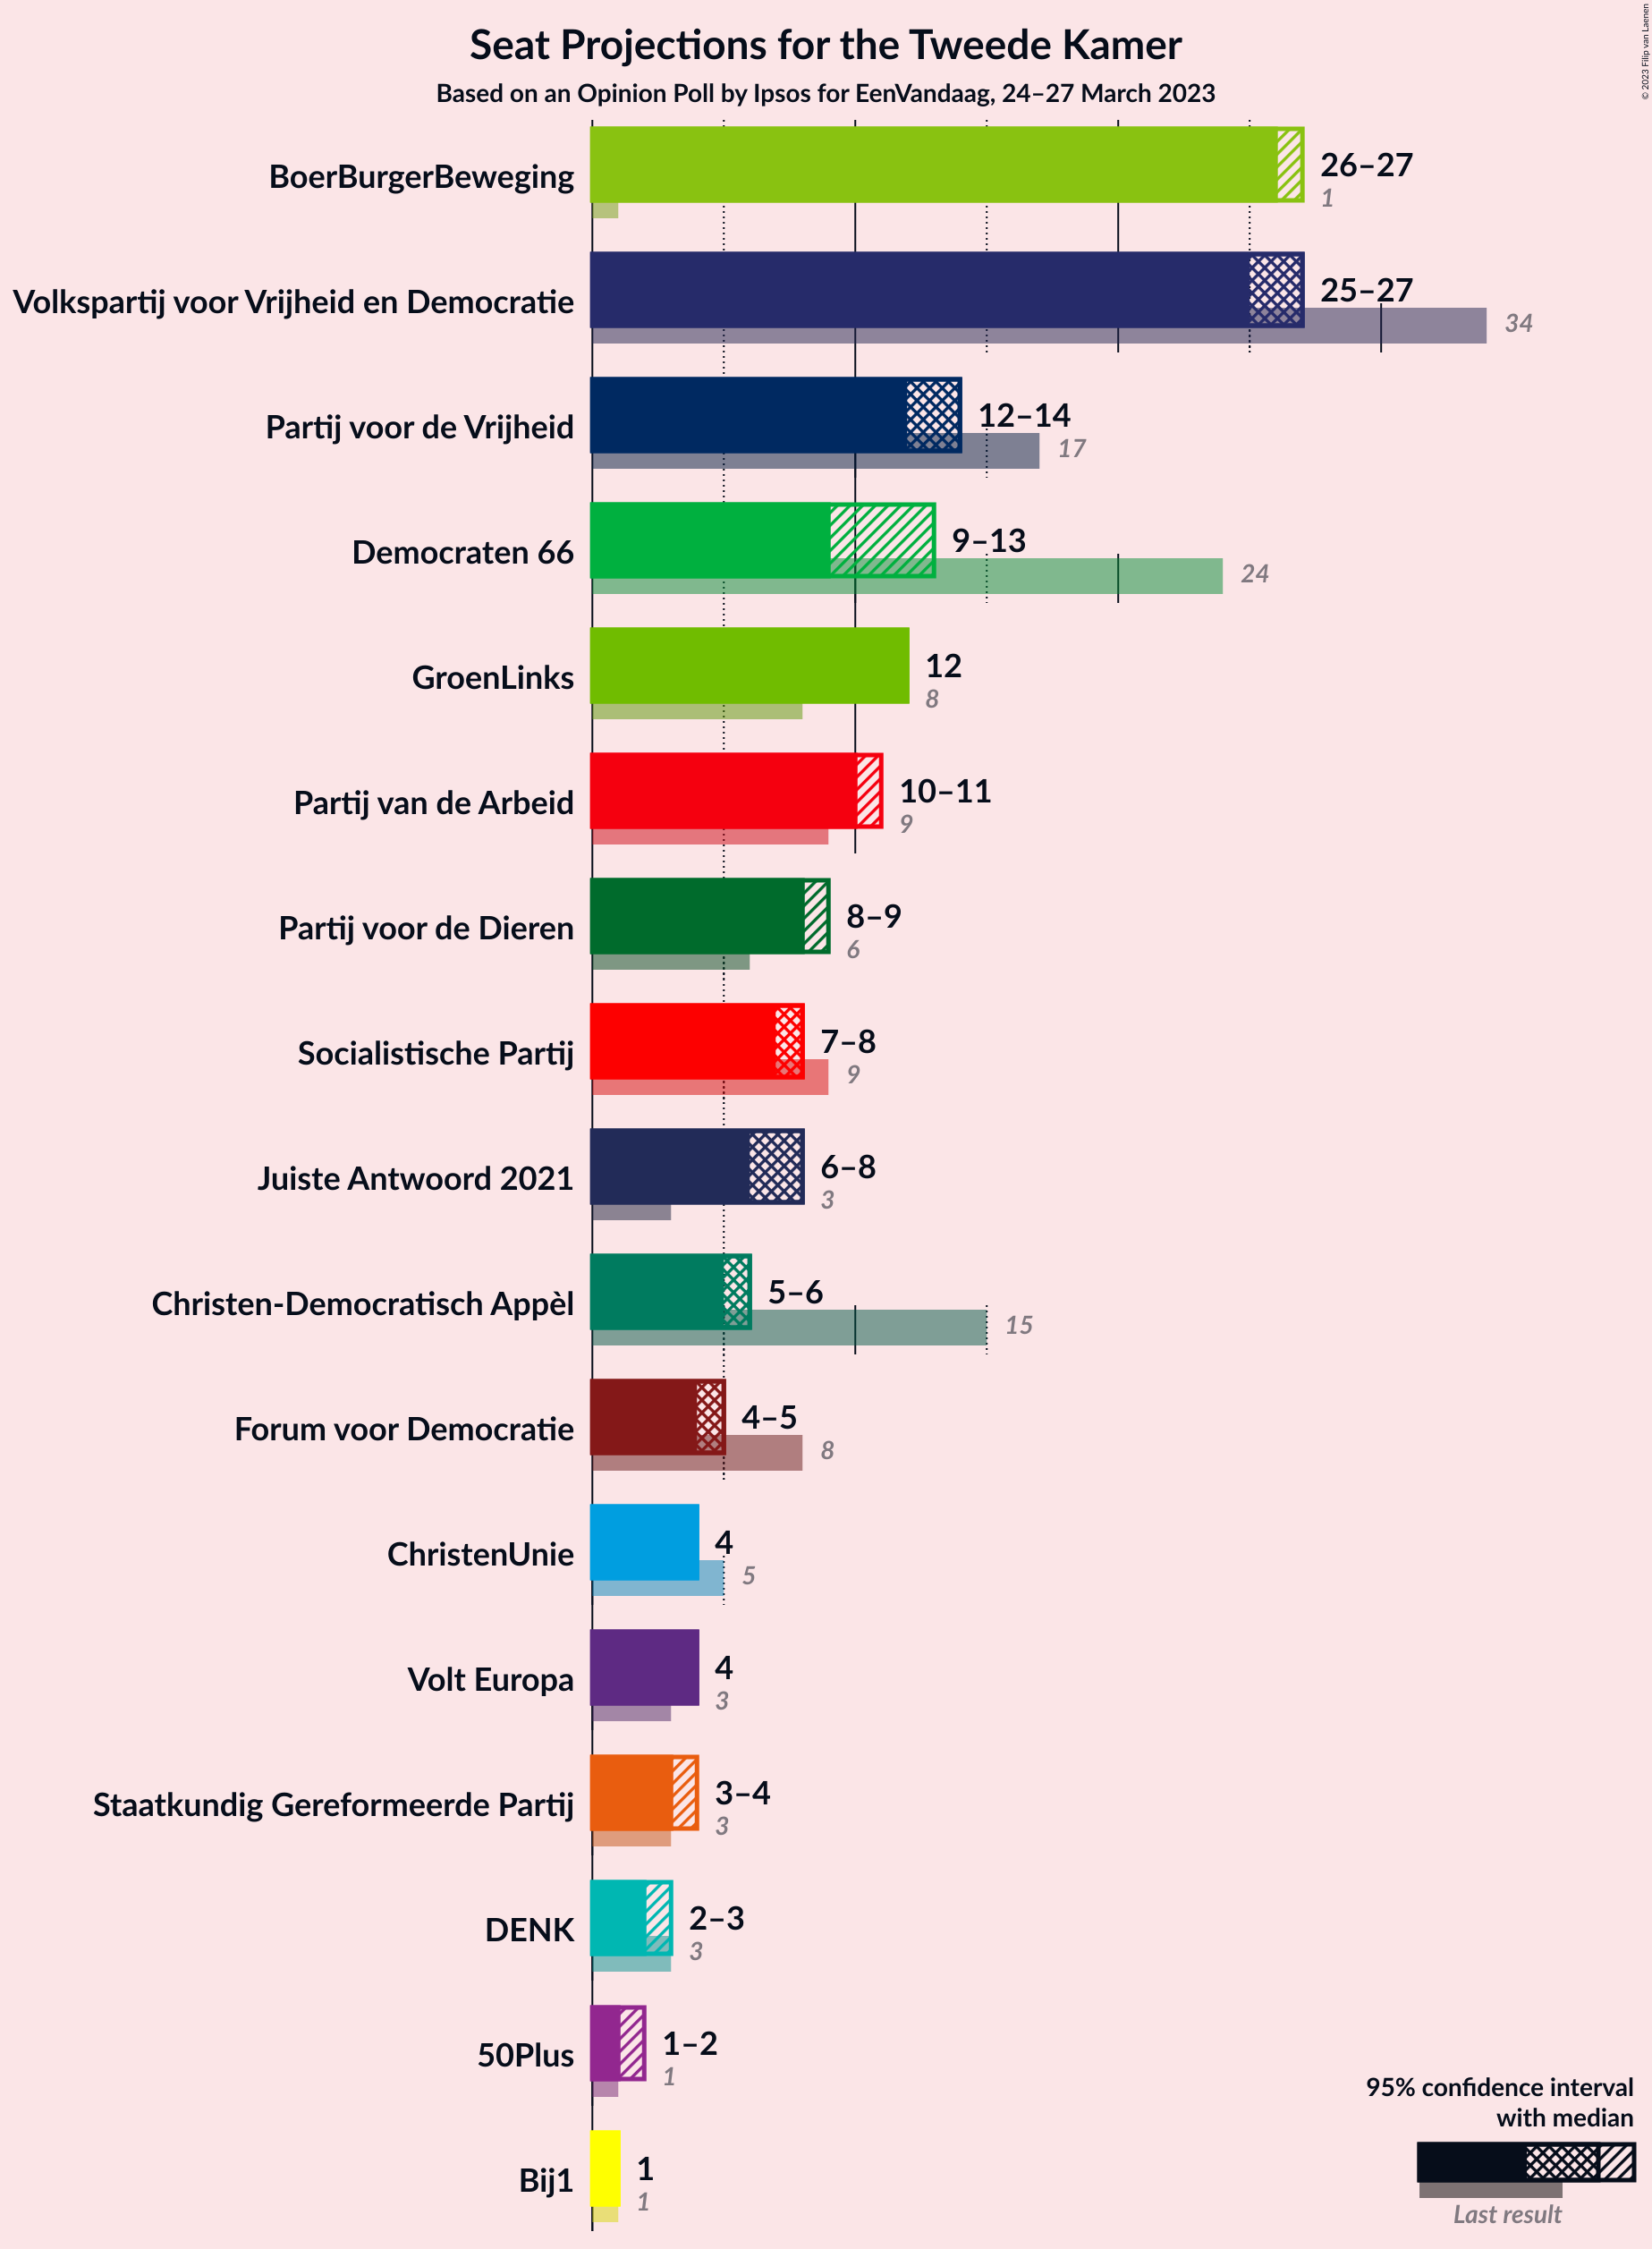 Seat Projections for the Tweede Kamer
Based on an Opinion Poll by Ipsos for EenVandaag, 24–27 March 2023
© 2023 Filip van Laenen
BoerBurgerBeweging
26–27
1
Volkspartij voor Vrijheid en Democratie
25–27
34
Partij voor de Vrijheid
12–14
17
Democraten 66
9–13
24
GroenLinks
12
8
Partij van de Arbeid
10–11
9
Partij voor de Dieren
8–9
6
Socialistische Partij
7–8
9
Juiste Antwoord 2021
6–8
3
Christen-Democratisch Appèl
5–6
15
Forum voor Democratie
4–5
8
ChristenUnie
4
5
Volt Europa
4
3
Staatkundig Gereformeerde Partij
3–4
3
DENK
2–3
3
50Plus
1–2
1
Bij1
1
1
95% confidence interval
with median
Last result